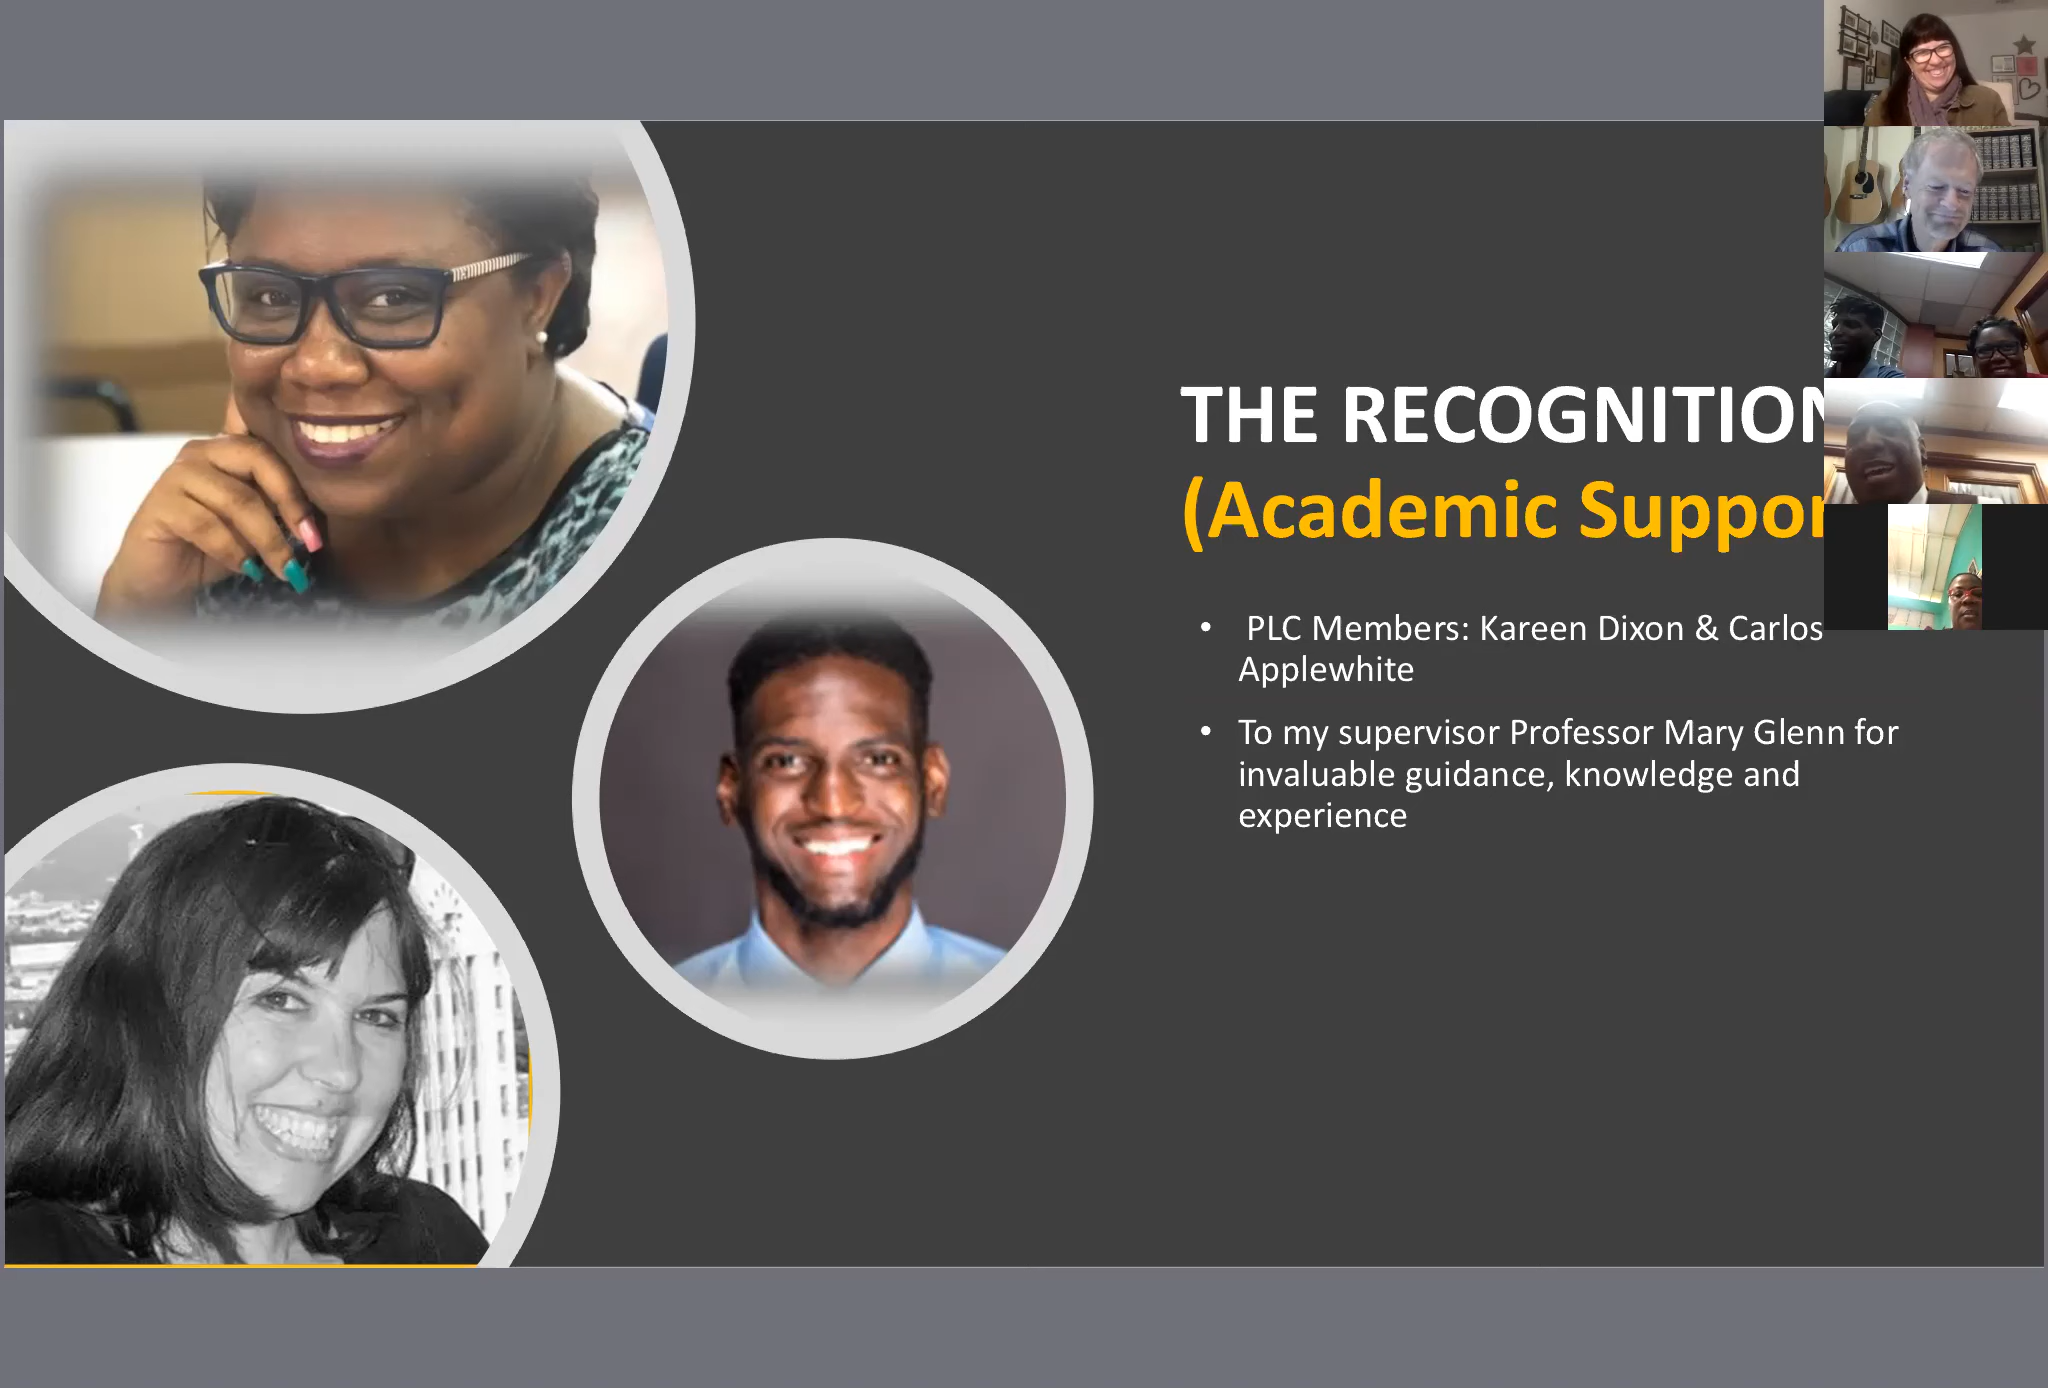 THE RECOGNITION
(Academic Suppor
• PLC Members: Kareen Dixon & Carlos
Applewhite
• To my supervisor Professor Mary Glenn for
invaluable guidance, knowledge and
experience